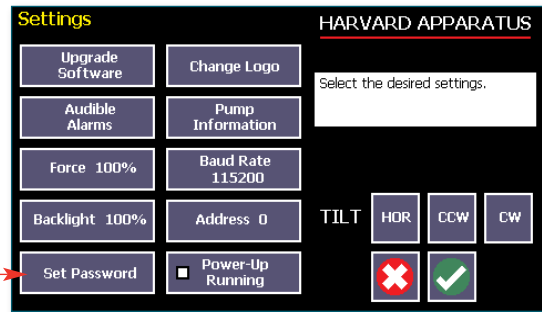 Settings
HARVARD APPARATUS
Upgrade
Software
Change Logo
Select the desired settings.
Audible
Alarms
Pump
Information
Force 100%
Baud Rate
115200
Backlight 100%
Address 0
TILT
HOR
CCW
CW
Set Password
Power-Up
Running